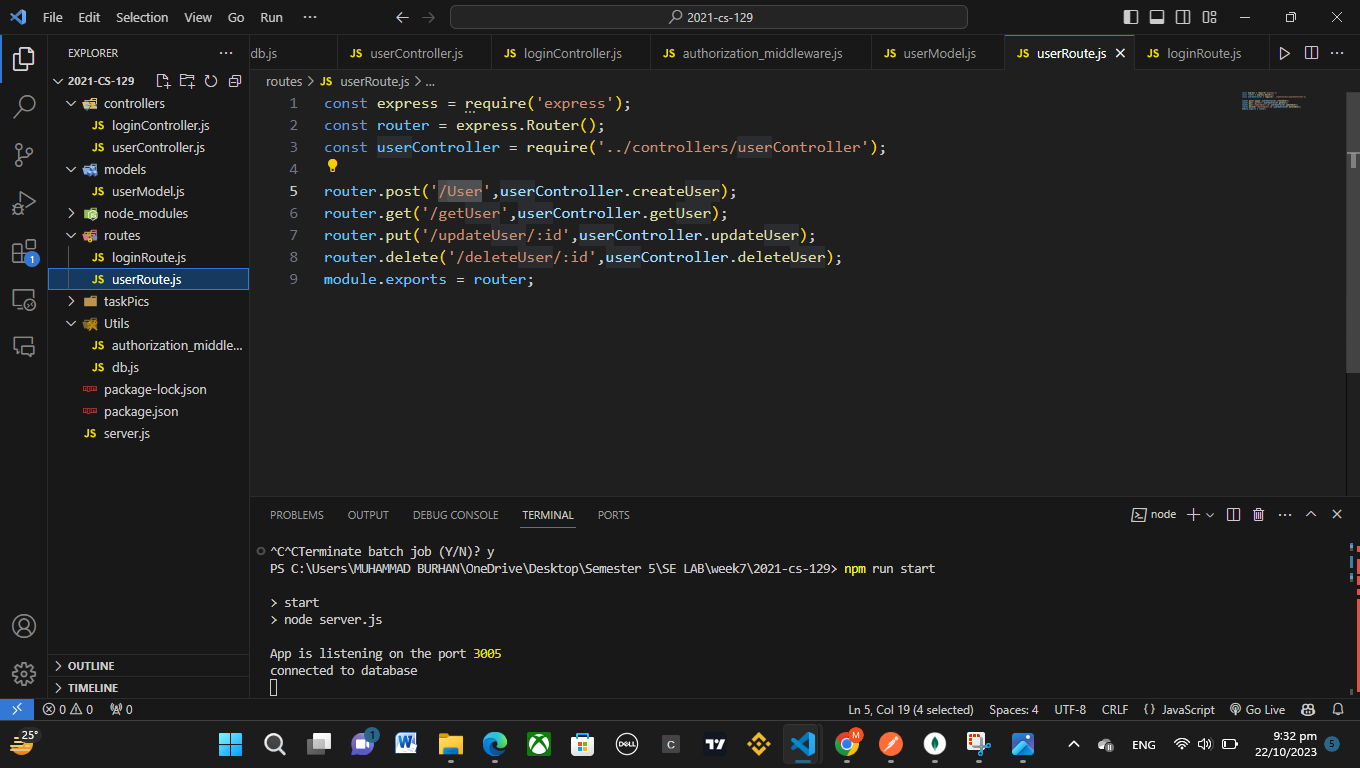 File Edit Selection View Go Run ··· 2021-cs-129
EXPLORER ···
2021-CS-129
controllers
JS loginController.js
JS userController.js
models
JS userModel.js
node_modules
routes
JS loginRoute.js
JS userRoute.js
taskPics
Utils
JS authorization_middle...
JS db.js
package-lock.json
package.json
JS server.js
OUTLINE
TIMELINE
1
db.js JS userController.js JS loginController.js JS authorization_middleware.js JS userModel.js JS userRoute.js JS loginRoute.js ···
routes > JS userRoute.js > ...
1 const express = require('express');
2 const router = express.Router();
3 const userController = require('../controllers/userController');
4
5 router.post('/User',userController.createUser);
6 router.get('/getUser',userController.getUser);
7 router.put('/updateUser/:id',userController.updateUser);
8 router.delete('/deleteUser/:id',userController.deleteUser);
9 module.exports = router;
PROBLEMS OUTPUT DEBUG CONSOLE TERMINAL PORTS node ···
^C^CTerminate batch job (Y/N)? y
PS C:\Users\MUHAMMAD BURHAN\OneDrive\Desktop\Semester 5\SE LAB\week7\2021-cs-129> npm run start
> start
> node server.js
App is listening on the port 3005
connected to database
0 0 0 Ln 5, Col 19 (4 selected) Spaces: 4 UTF-8 CRLF {} JavaScript Go Live
25° 1 W DELL C M ENG 9:32 pm
22/10/2023 5